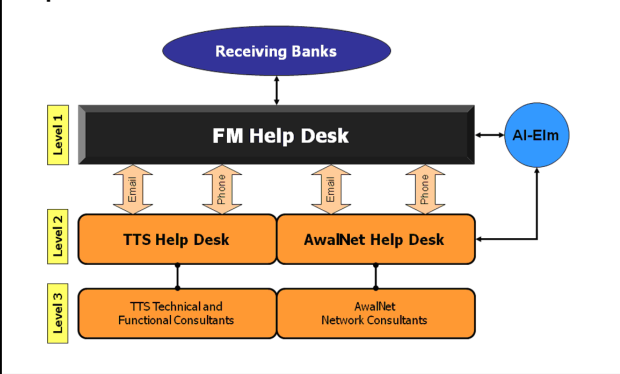 Receiving Banks
Level 1
FM Help Desk
Al-Elm
Email
Phone
Email
Phone
Level 2
TTS Help Desk
AwalNet Help Desk
Level 3
TTS Technical and
Functional Consultants
AwalNet
Network Consultants